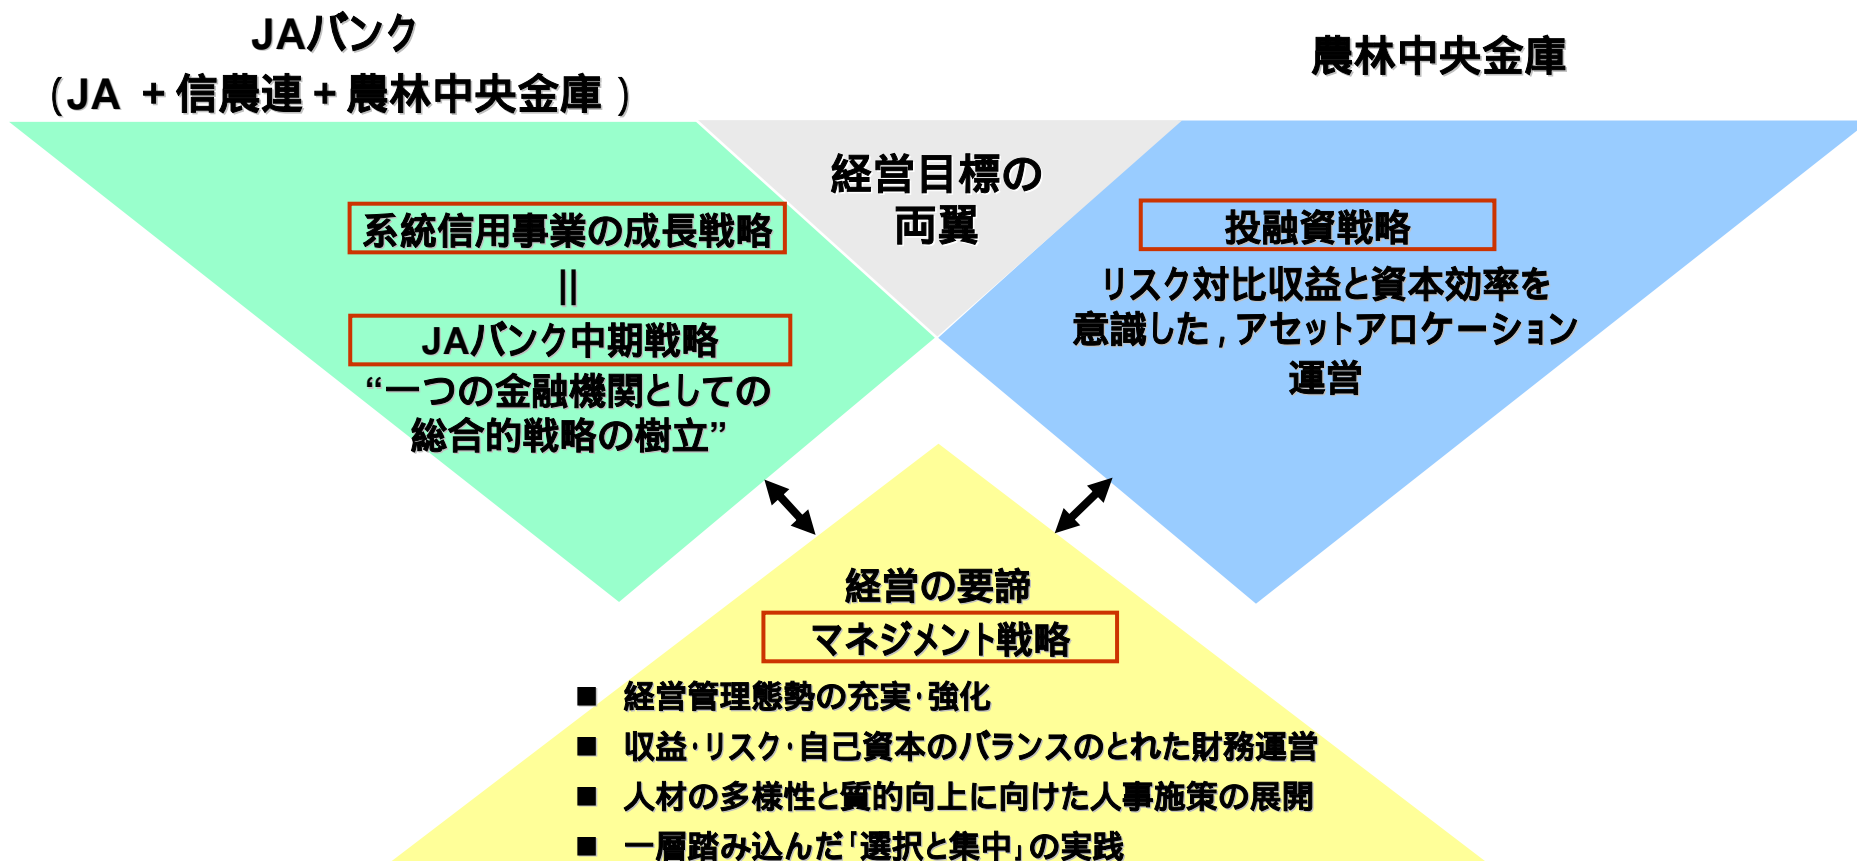 JAバンク
(JA + 信農連 + 農林中央金庫 )
農林中央金庫
経営目標の
両翼
系統信用事業の成長戦略
||
JAバンク中期戦略
“一つの金融機関としての
総合的戦略の樹立”
投融資戦略
リスク対比収益と資本効率を
意識した , アセットアロケーション
運営
経営の要諦
マネジメント戦略
■ 経営管理態勢の充実・強化
■ 収益・リスク・自己資本のバランスのとれた財務運営
■ 人材の多様性と質的向上に向けた人事施策の展開
■ 一層踏み込んだ「選択と集中」の実践